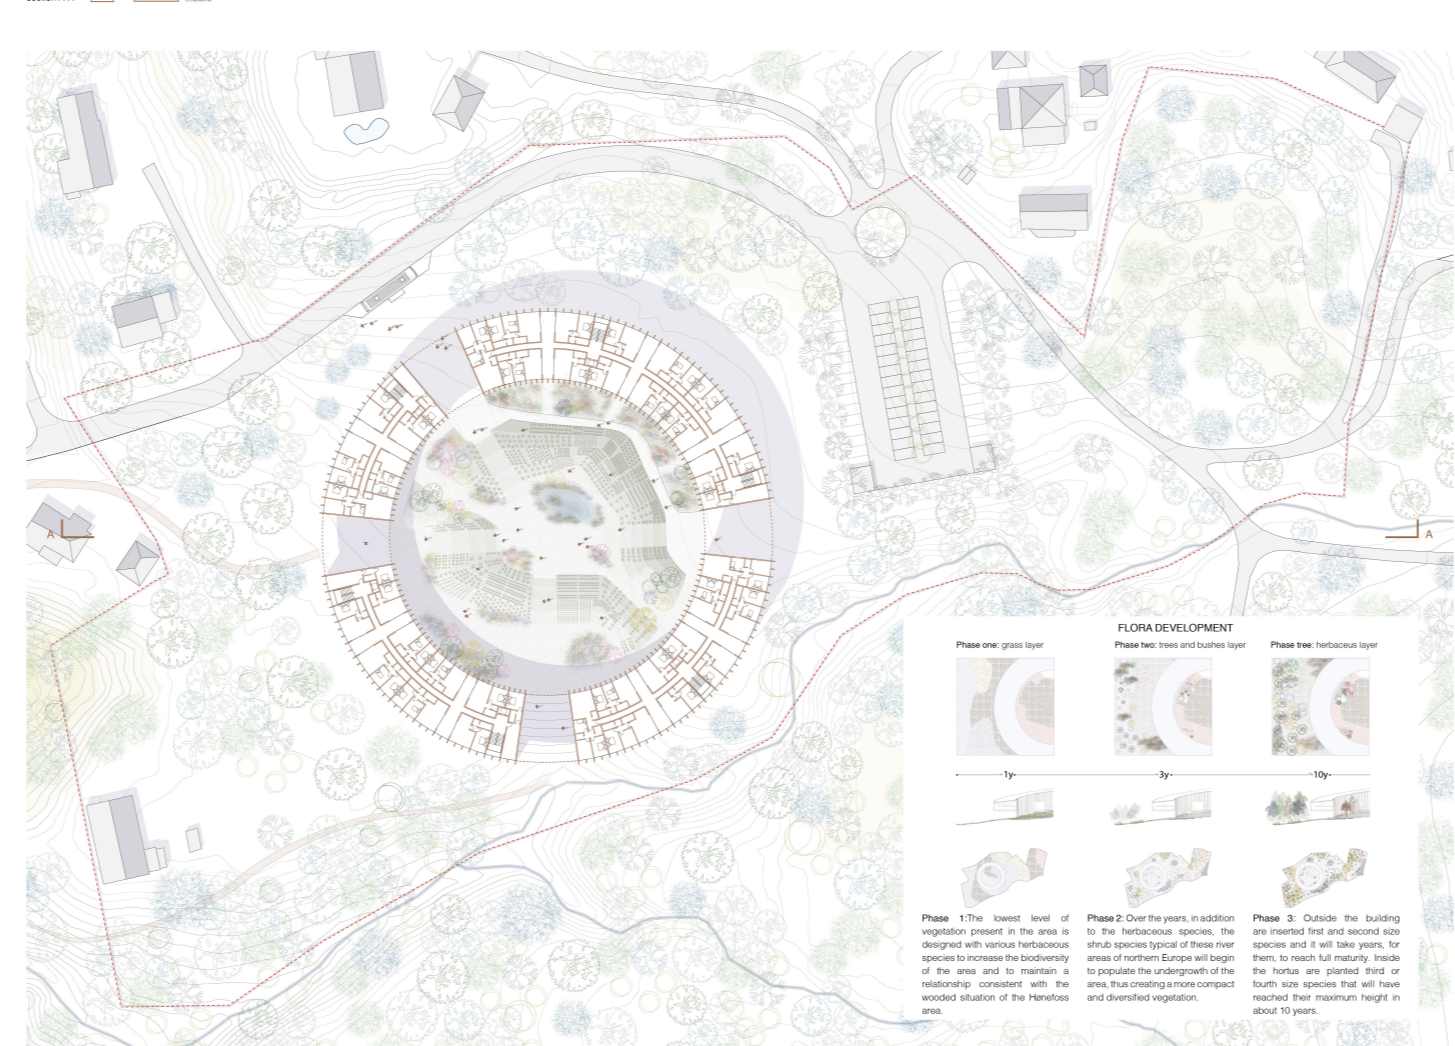 A
A
FLORA DEVELOPMENT
Phase one: grass layer
Phase two: trees and bushes layer
Phase tree: herbaceus layer
1y
3y
10y
Phase 1:The lowest level of
vegetation present in the area is
designed with various herbaceous
species to increase the biodiversity
of the area and to maintain a
relationship consistent with the
wooded situation of the Hønefoss
area.
Phase 2: Over the years, in addition
to the herbaceous species, the
shrub species typical of these river
areas of northern Europe will begin
to populate the undergrowth of the
area, thus creating a more compact
and diversified vegetation.
Phase 3: Outside the building
are inserted first and second size
species and it will take years, for
them, to reach full maturity. Inside
the hortus are planted third or
fourth size species that will have
reached their maximum height in
about 10 years.